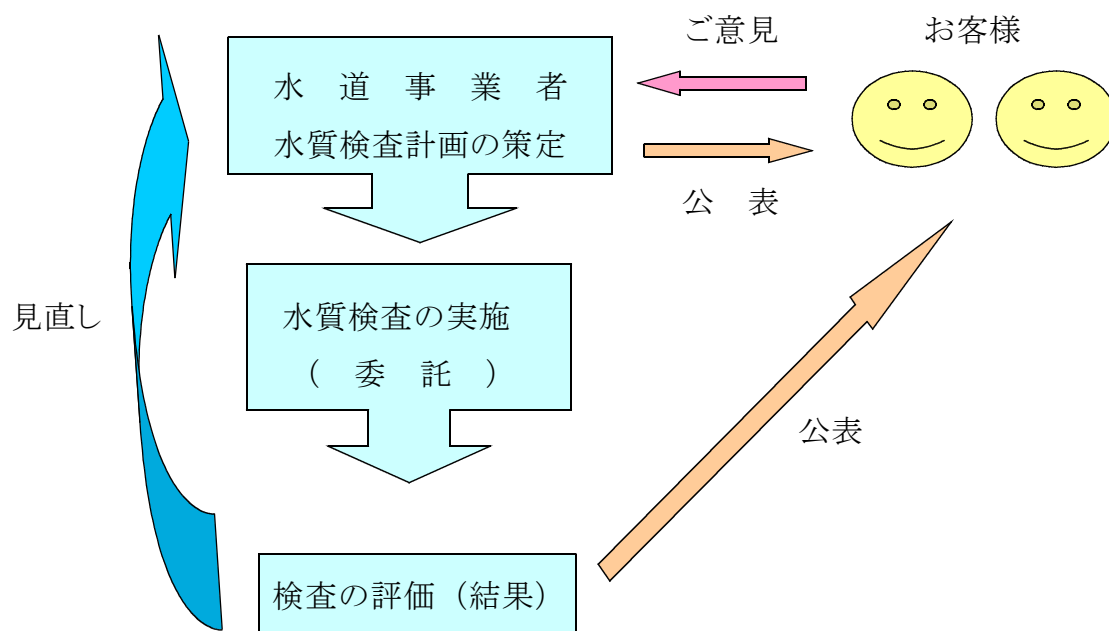 ご意見
お客様
水　道　事　業　者
水質検査計画の策定
公　表
水質検査の実施
（　委　託　）
見直し
公表
検査の評価（結果）